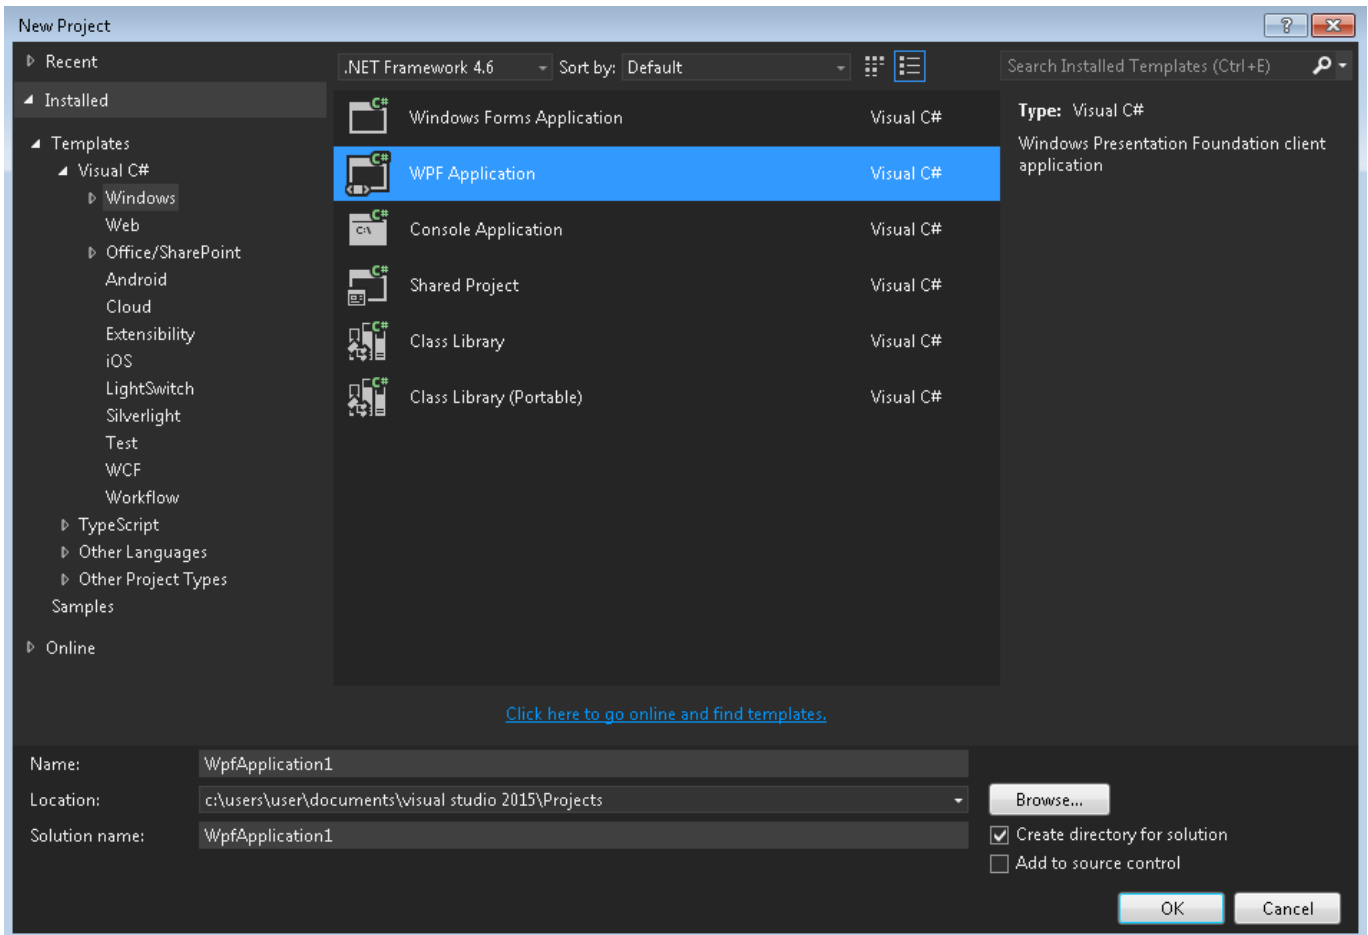 New Project
Recent
Installed
Templates
Visual C#
Windows
Web
Office/SharePoint
Android
Cloud
Extensibility
iOS
LightSwitch
Silverlight
Test
WCF
Workflow
TypeScript
Other Languages
Other Project Types
Samples
Online
.NET Framework 4.6 Sort by: Default
Windows Forms Application Visual C#
WPF Application Visual C#
Console Application Visual C#
Shared Project Visual C#
Class Library Visual C#
Class Library (Portable) Visual C#
Click here to go online and find templates.
Search Installed Templates (Ctrl+E)
Type: Visual C#
Windows Presentation Foundation client
application
Name: WpfApplication1
Location: c:\users\user\documents\visual studio 2015\Projects
Browse...
Solution name: WpfApplication1
Create directory for solution
Add to source control
OK Cancel